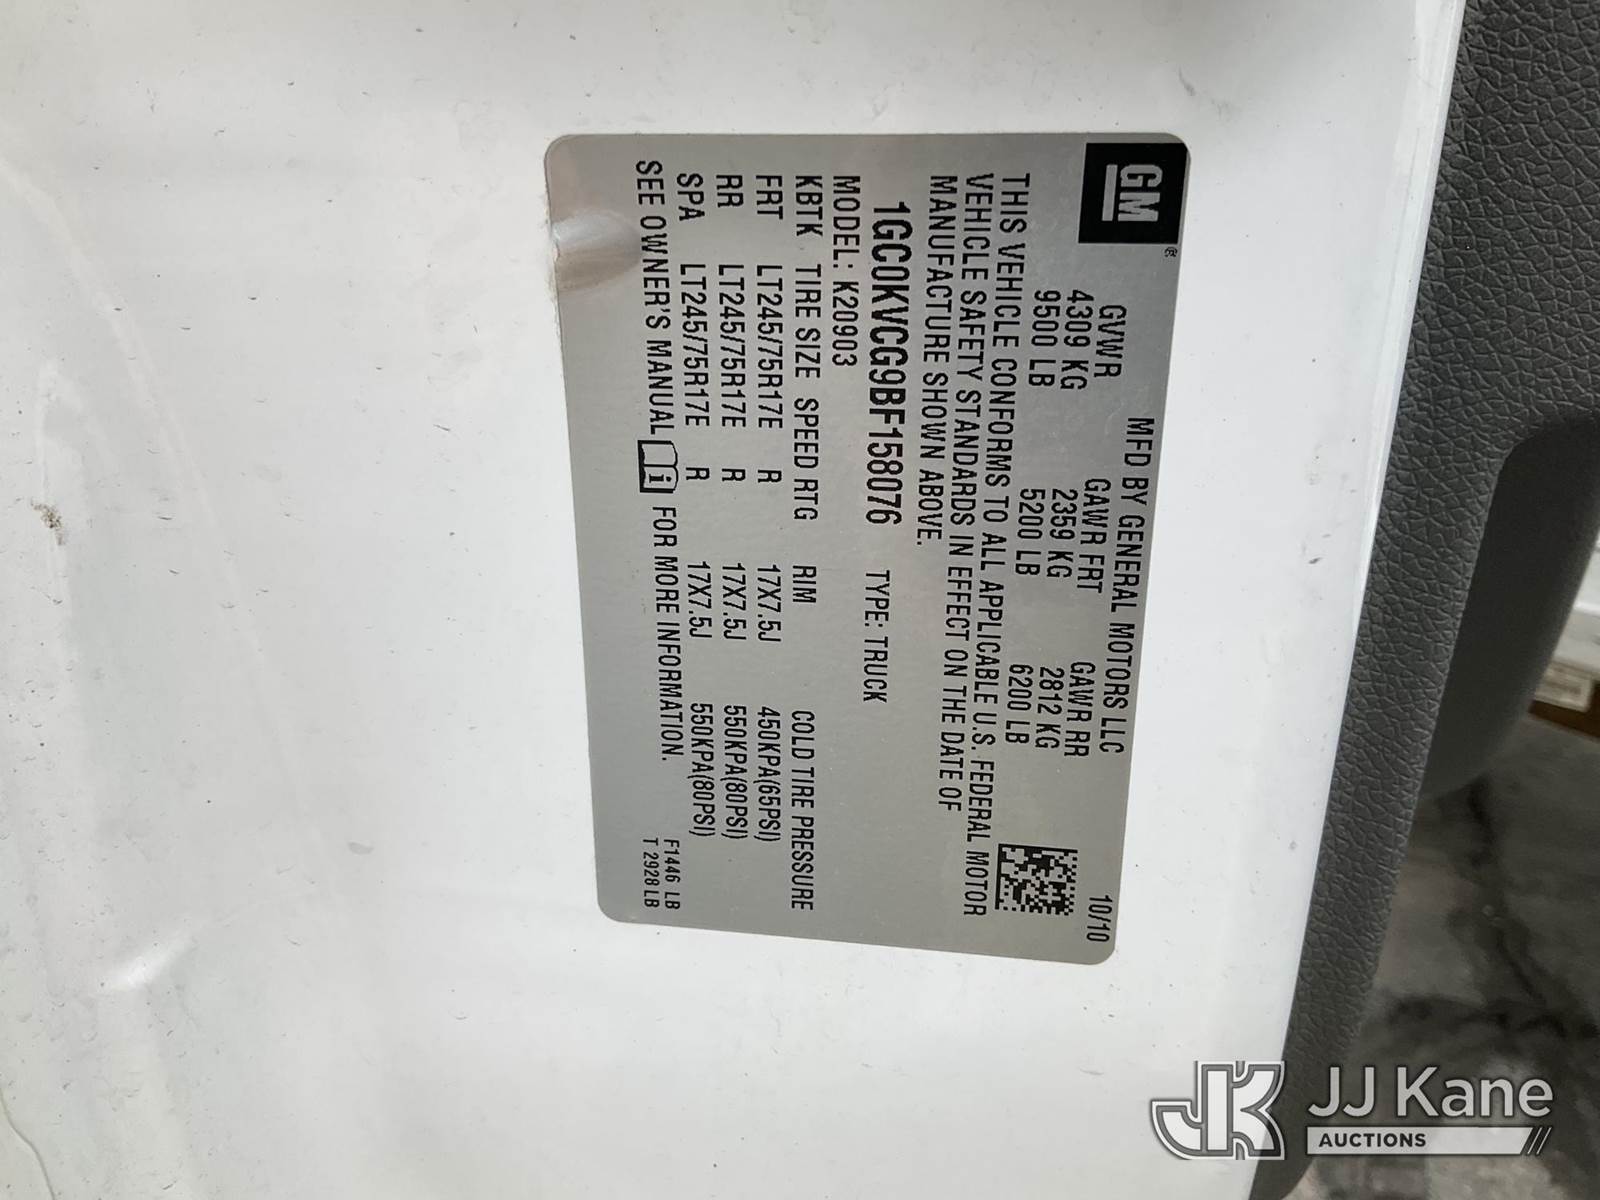 GM®
MFD BY GENERAL MOTORS LLC 10/10
GVWR GAWR FRT GAWR RR
4309 KG 2359 KG 2812 KG
9500 LB 5200 LB 6200 LB
THIS VEHICLE CONFORMS TO ALL APPLICABLE U.S. FEDERAL MOTOR
VEHICLE SAFETY STANDARDS IN EFFECT ON THE DATE OF
MANUFACTURE SHOWN ABOVE.
1GC0KVCG9BF158076 TYPE: TRUCK
MODEL: K20903
KBTK TIRE SIZE SPEED RTG RIM COLD TIRE PRESSURE
FRT LT245/75R17E R 17X7.5J 450KPA(65PSI)
RR LT245/75R17E R 17X7.5J 550KPA(80PSI)
SPA LT245/75R17E R 17X7.5J 550KPA(80PSI)
SEE OWNER'S MANUAL i FOR MORE INFORMATION.
F1446 LB
T 2928 LB
JK JJ Kane
AUCTIONS